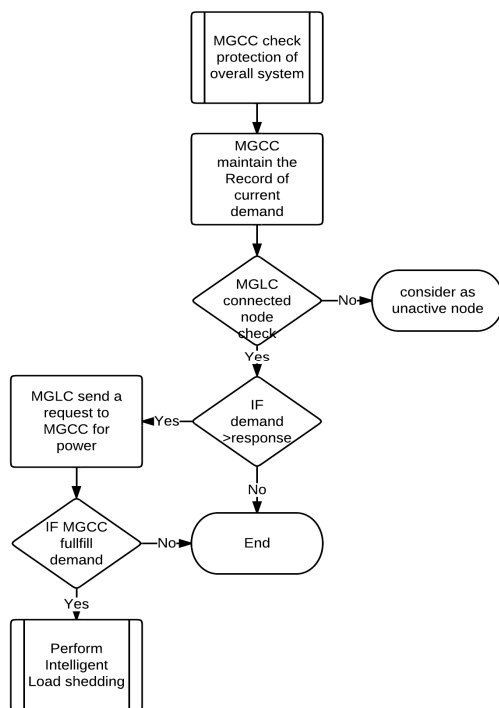 MGCC check
protection of
overall system
MGCC
maintain the
Record of
current
demand
MGLC
connected
node
check
No
consider as
unactive node
Yes
IF
demand
>response
Yes
MGLC send a
request to
MGCC for
power
No
IF MGCC
fullfill
demand
No
End
Yes
Perform
Intelligent
Load shedding